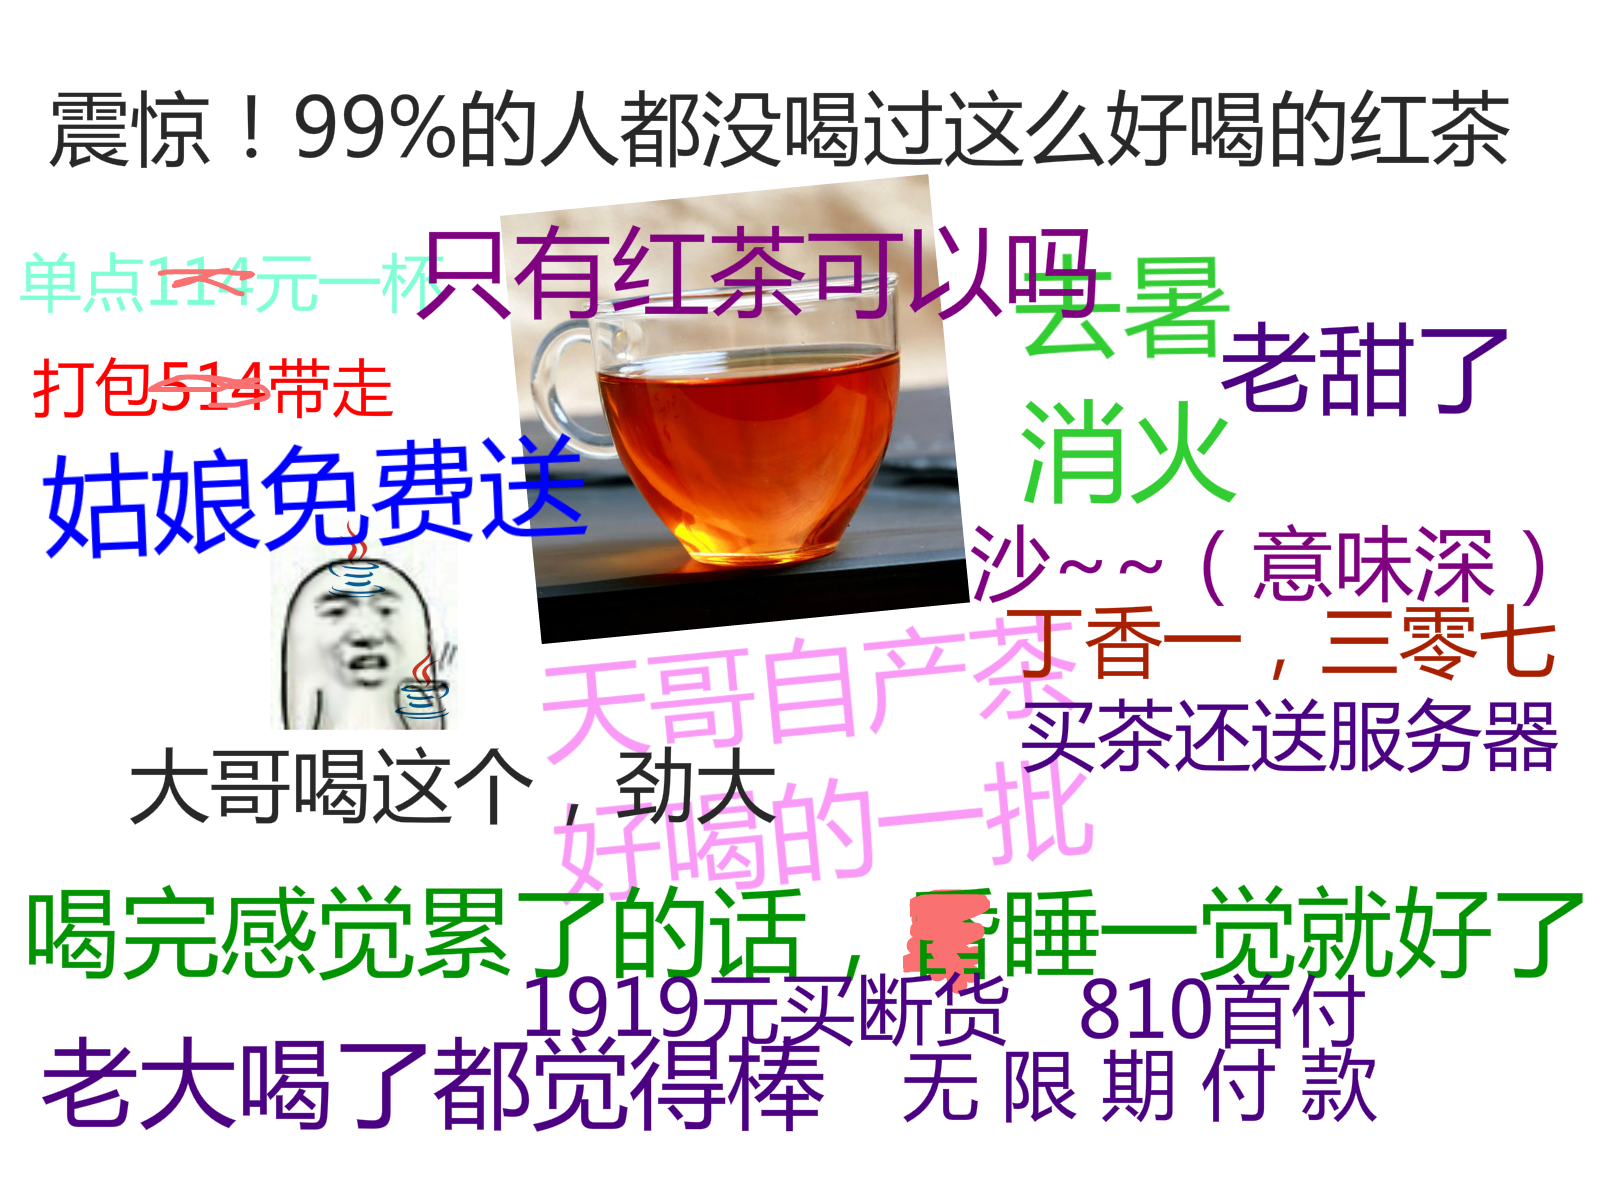 震惊！99%的人都没喝过这么好喝的红茶
只有红茶可以吗
单点114元一杯
去暑
老甜了
打包514带走
消火
姑娘免费送
沙~~（意味深）
丁香一，三零七
天哥自产茶
买茶还送服务器
大哥喝这个，劲大
好喝的一批
喝完感觉累了的话，睡一觉就好了
1919元买断货 810首付
老大喝了都觉得棒
无限期付款